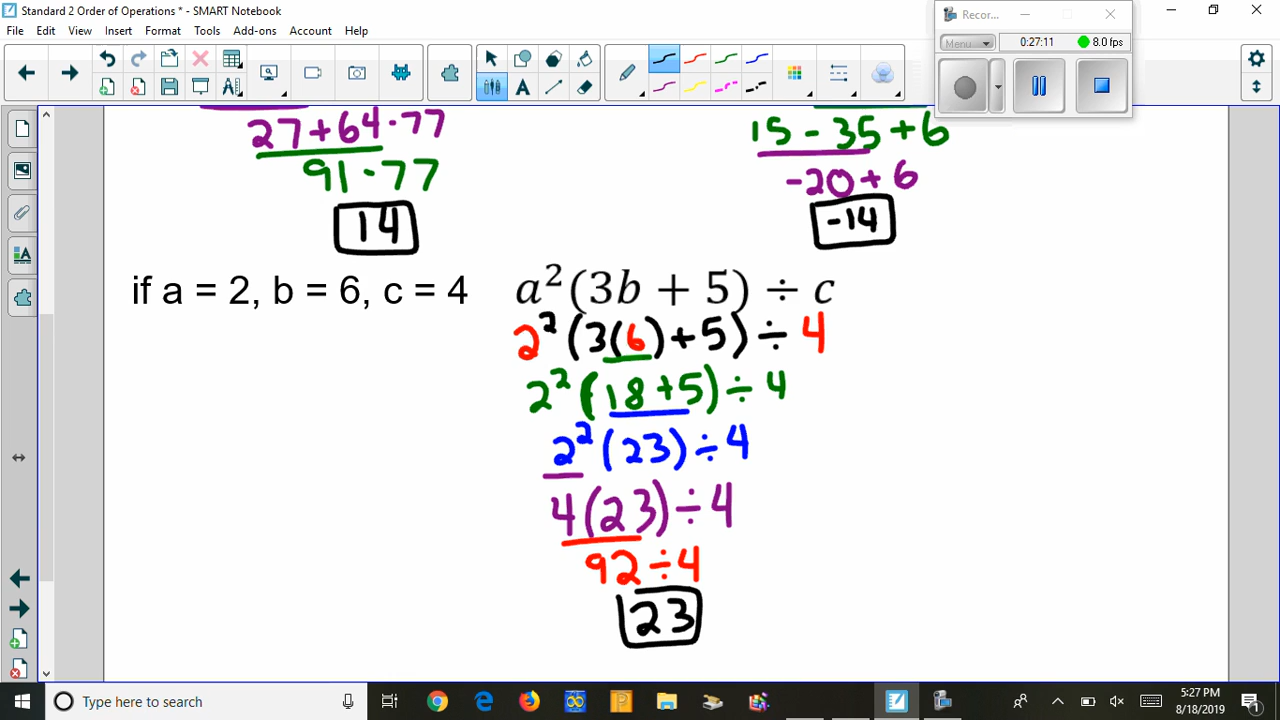 Standard 2 Order of Operations * - SMART Notebook
File Edit View Insert Format Tools Add-ons Account Help
Recor...
Menu
0:27:11
8.0 fps
27+64·77
91·77
14
15-35+6
-20+6
-14
if a = 2, b = 6, c = 4
a²(3b + 5) ÷ c
2²(3(6)+5)÷4
2²(18+5)÷4
2²(23)÷4
4(23)÷4
92÷4
23
Type here to search
5:27 PM
8/18/2019
1